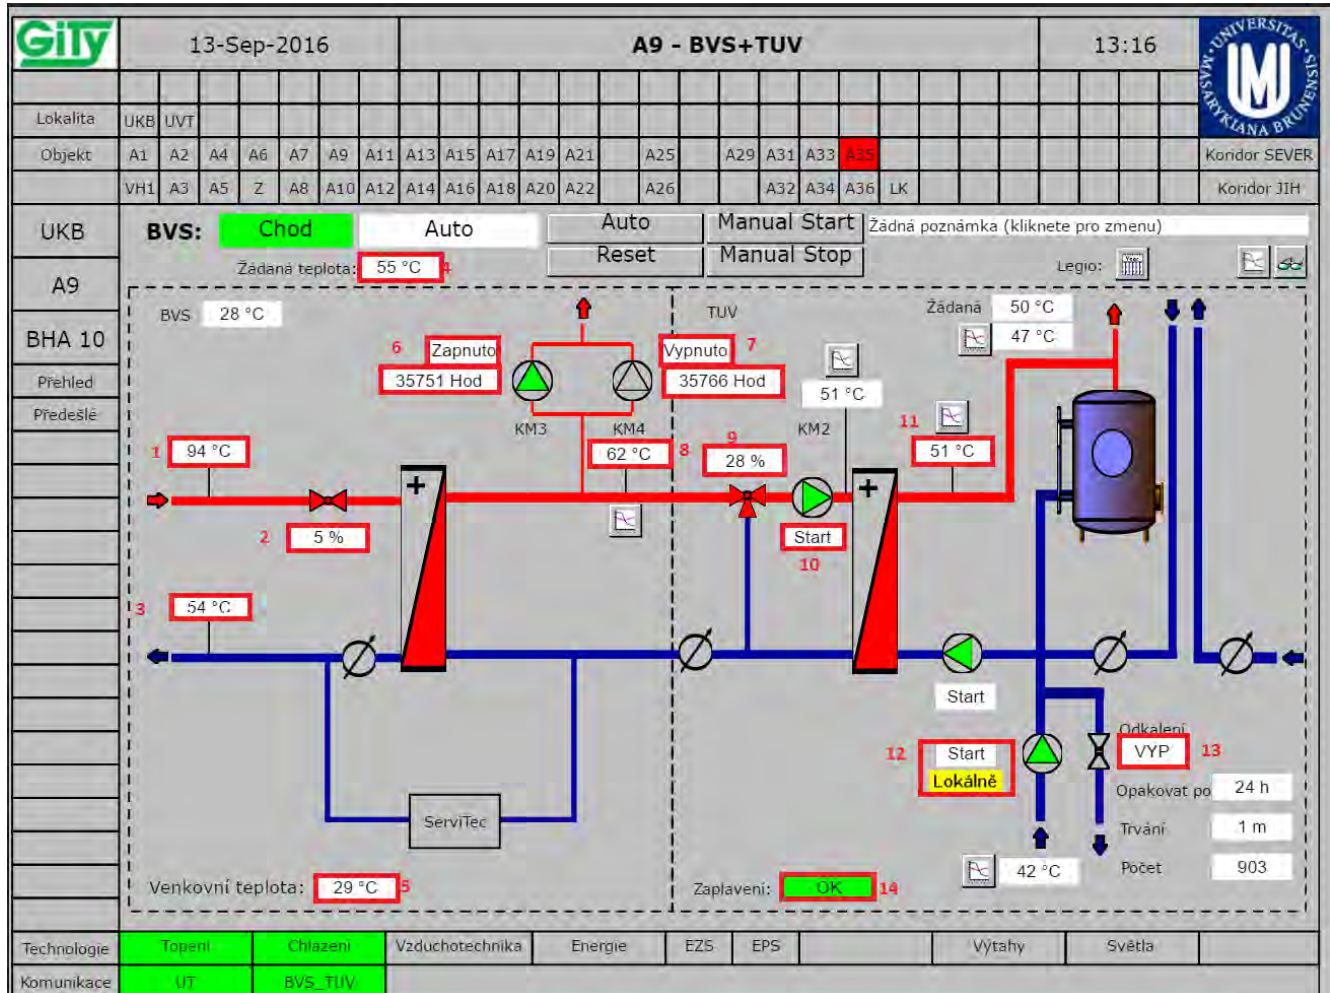 GiTy
13-Sep-2016
A9 - BVS+TUV
13:16
UNIVERSITAS MASARYKIANA BRUNENSIS
Lokalita UKB UVT
Objekt A1 A2 A4 A6 A7 A9 A11 A13 A15 A17 A19 A21 A25 A29 A31 A33 A35 Koridor SEVER
VH1 A3 A5 Z A8 A10 A12 A14 A16 A18 A20 A22 A26 A32 A34 A36 LK Koridor JIH
UKB
A9
BHA 10
Přehled
Předešlé
BVS: Chod Auto Auto Manual Start Žádná poznámka (kliknete pro zmenu)
Reset Manual Stop
Žádaná teplota: 55 °C 4
Legio:
BVS 28 °C
TUV
Žádaná 50 °C
47 °C
6 Zapnuto
35751 Hod
Vypnuto 7
35766 Hod
51 °C
KM3
KM4
KM2
11
51 °C
1 94 °C
62 °C 8
9
28 %
2 5 %
Start
10
3 54 °C
Start
12 Start
Lokálně
Odkalení
VYP 13
Opakovat po 24 h
Trvání 1 m
Počet 903
ServiTec
42 °C
Venkovní teplota: 29 °C 5
Zaplavení: OK 14
Technologie Topení Chlazení Vzduchotechnika Energie EZS EPS Výtahy Světla
Komunikace UT BVS_TUV